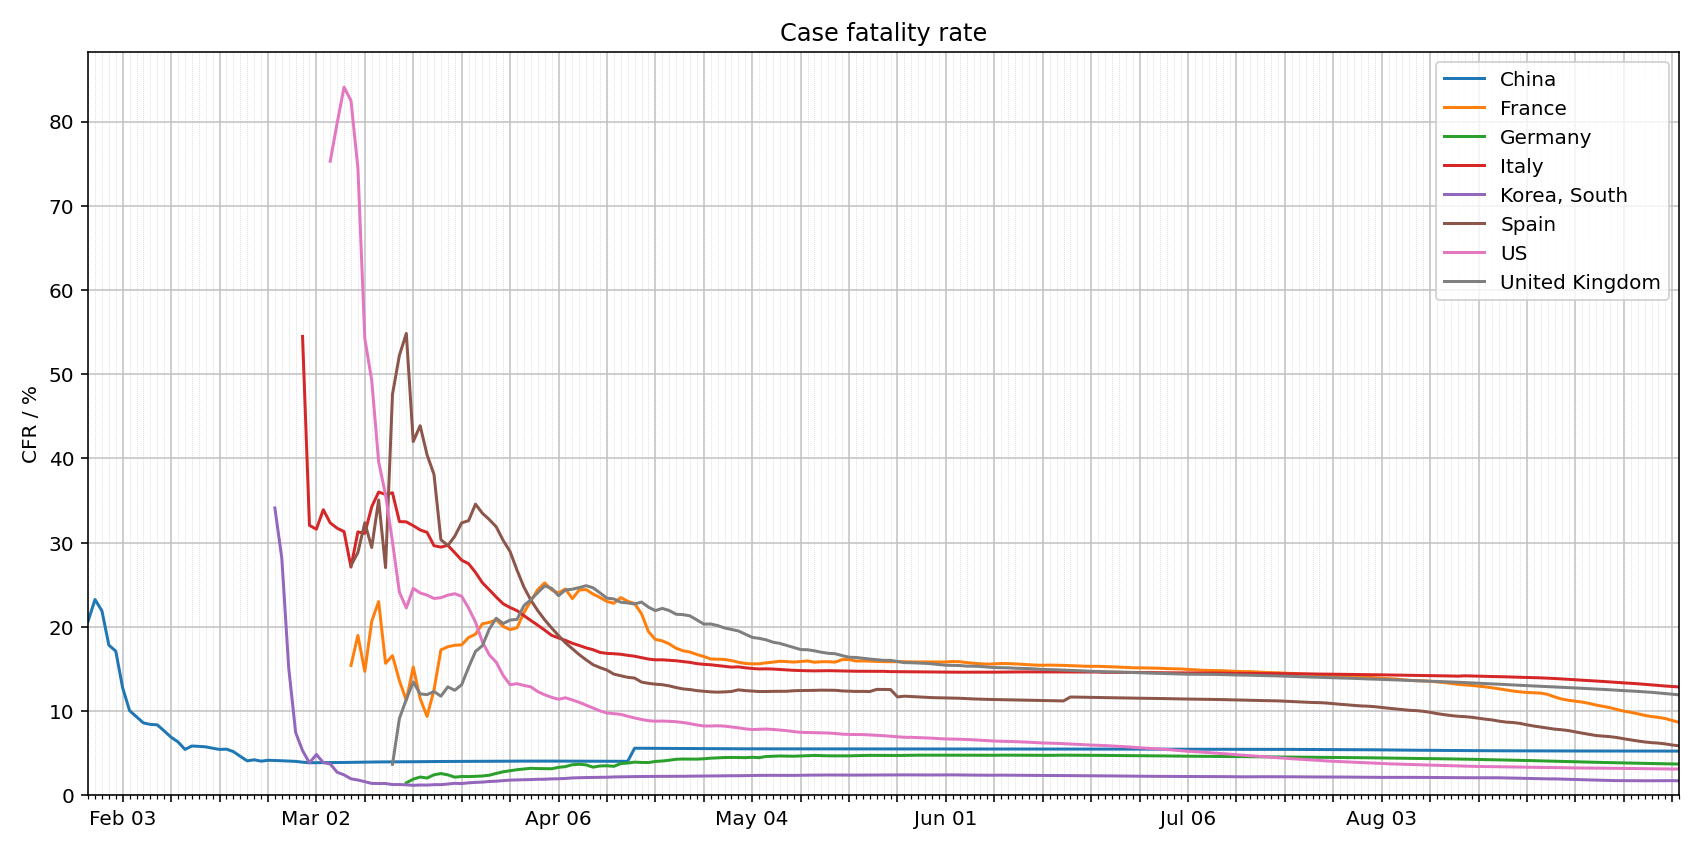 Case fatality rate
CFR / %
80
70
60
50
40
30
20
10
0
Feb 03
Mar 02
Apr 06
May 04
Jun 01
Jul 06
Aug 03
China
France
Germany
Italy
Korea, South
Spain
US
United Kingdom